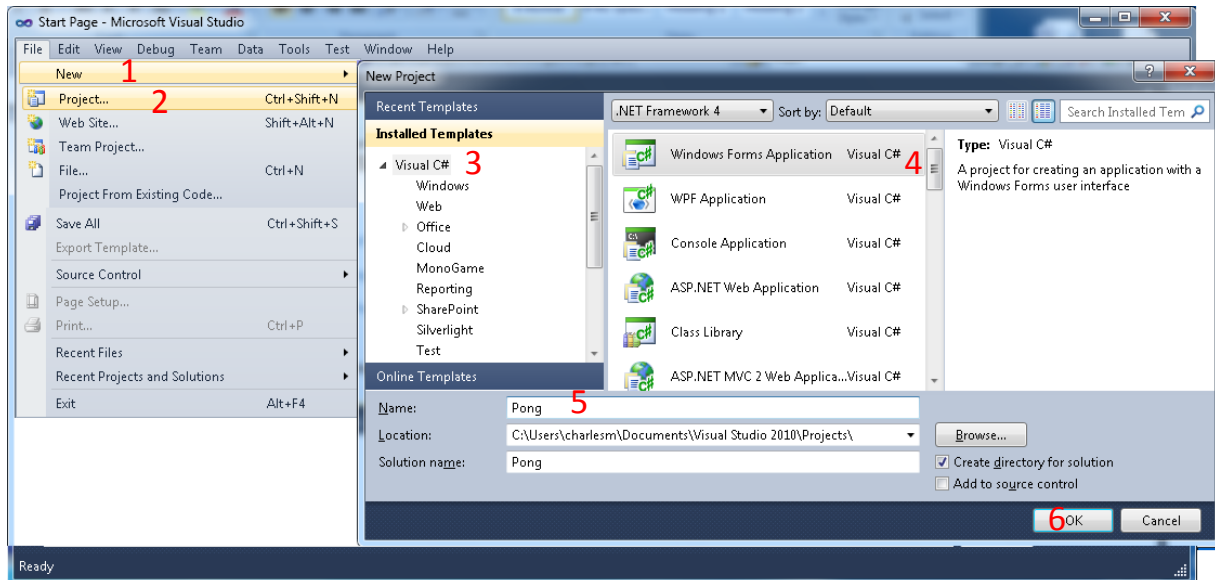 Start Page - Microsoft Visual Studio
File Edit View Debug Team Data Tools Test Window Help
New 1
Project... 2 Ctrl+Shift+N
Web Site... Shift+Alt+N
Team Project...
File... Ctrl+N
Project From Existing Code...
Save All Ctrl+Shift+S
Export Template...
Source Control
Page Setup...
Print... Ctrl+P
Recent Files
Recent Projects and Solutions
Exit Alt+F4
New Project
Recent Templates
Installed Templates
Visual C# 3
Windows
Web
Office
Cloud
MonoGame
Reporting
SharePoint
Silverlight
Test
Online Templates
.NET Framework 4 Sort by: Default Search Installed Tem
Windows Forms Application Visual C# 4
WPF Application Visual C#
Console Application Visual C#
ASP.NET Web Application Visual C#
Class Library Visual C#
ASP.NET MVC 2 Web Applica...Visual C#
Type: Visual C#
A project for creating an application with a
Windows Forms user interface
Name: Pong 5
Location: C:\Users\charlesm\Documents\Visual Studio 2010\Projects\ Browse...
Solution name: Pong
Create directory for solution
Add to source control
6 OK Cancel
Ready